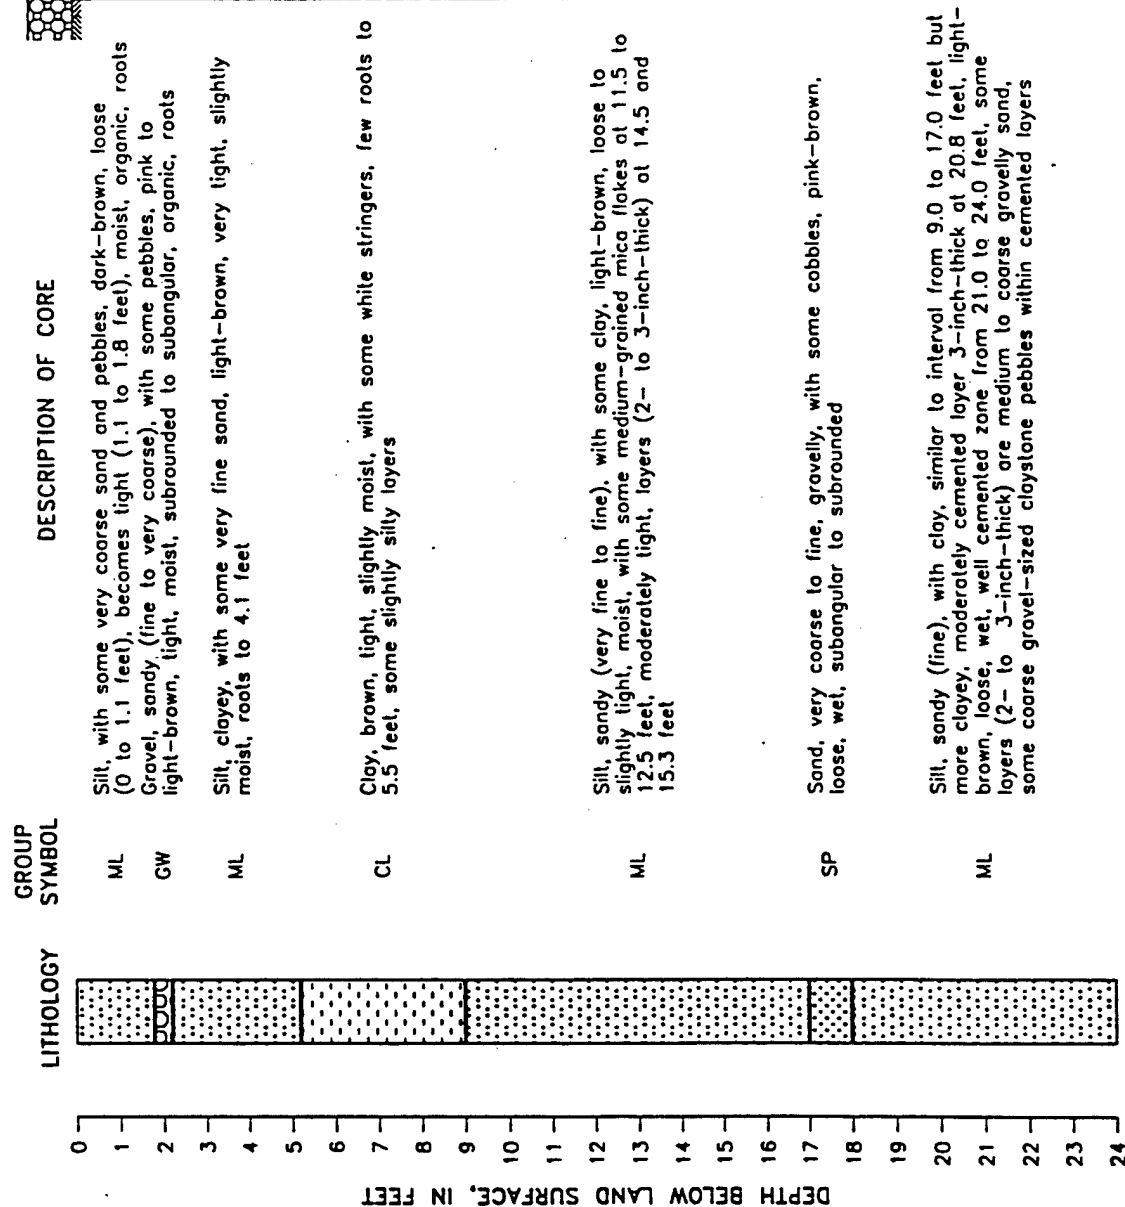 DEPTH BELOW LAND SURFACE, IN FEET
0
1
2
3
4
5
6
7
8
9
10
11
12
13
14
15
16
17
18
19
20
21
22
23
24
LITHOLOGY
GROUP
SYMBOL
DESCRIPTION OF CORE
ML
Silt, with some very coarse sand and pebbles, dark-brown, loose
(0 to 1.1 feet), becomes tight (1.1 to 1.8 feet), moist, organic, roots
GW
Gravel, sandy (fine to very coarse), with some pebbles, pink to
light-brown, tight, moist, subrounded to subangular, organic, roots
ML
Silt, clayey, with some very fine sand, light-brown, very tight, slightly
moist, roots to 4.1 feet
CL
Clay, brown, tight, slightly moist, with some white stringers, few roots to
5.5 feet, some slightly silty layers
ML
Silt, sandy (very fine to fine), with some clay, light-brown, loose to
slightly tight, moist, with some medium-grained mica flakes at 11.5 to
12.5 feet, moderately tight, layers (2- to 3-inch-thick) at 14.5 and
15.3 feet
SP
Sand, very coarse to fine, gravelly, with some cobbles, pink-brown,
loose, wet, subangular to subrounded
ML
Silt, sandy (fine), with clay, similar to interval from 9.0 to 17.0 feet but
more clayey, moderately cemented layer 3-inch-thick at 20.8 feet, light-
brown, loose, wet, well cemented zone from 21.0 to 24.0 feet, some
layers (2- to 3-inch-thick) are medium to coarse gravelly sand,
some coarse gravel-sized claystone pebbles within cemented layers